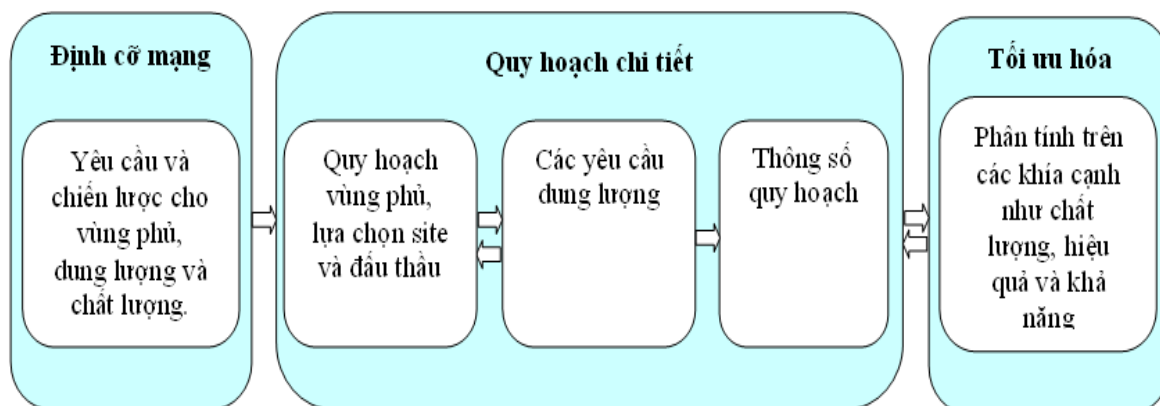 Định cỡ mạng
Yêu cầu và
chiến lược cho
vùng phủ,
dung lượng và
chất lượng.
Quy hoạch chi tiết
Quy hoạch
vùng phủ,
lựa chọn site
và đấu thầu
Các yêu cầu
dung lượng
Thông số
quy hoạch
Tối ưu hóa
Phân tính trên
các khía cạnh
như chất
lượng, hiệu
quả và khả
năng